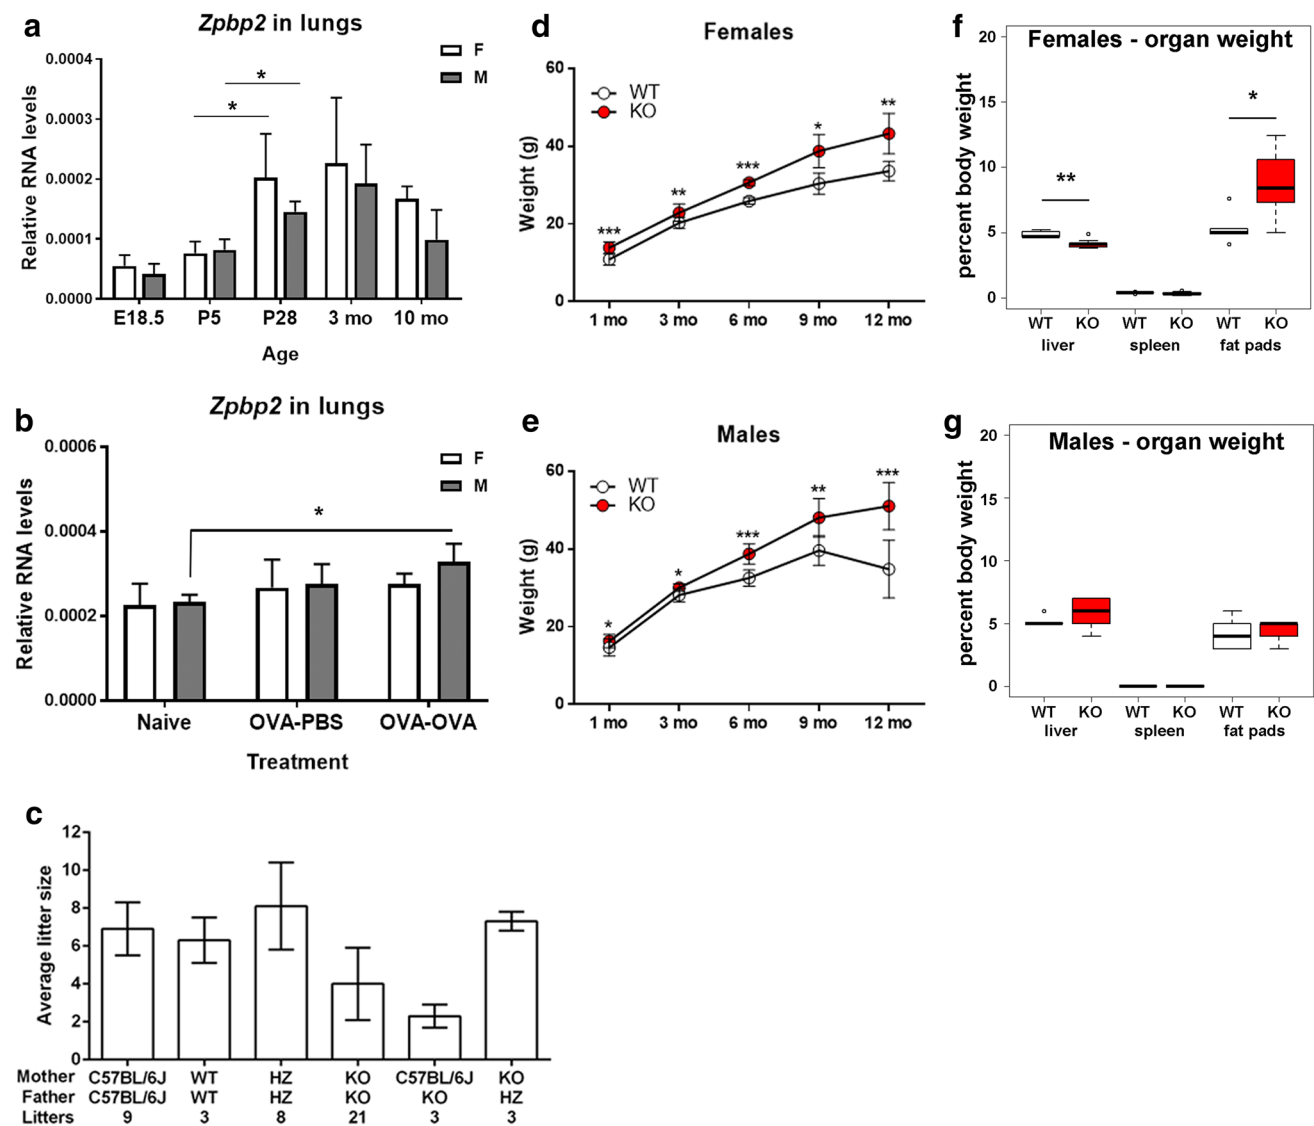 a
Zpbp2 in lungs
F
M
Relative RNA levels
0.0004
0.0003
0.0002
0.0001
0.0000
*
*
E18.5 P5 P28 3 mo 10 mo
Age
b
Zpbp2 in lungs
F
M
Relative RNA levels
0.0006
0.0004
0.0002
0.0000
*
Naive OVA-PBS OVA-OVA
Treatment
c
Average litter size
12
10
8
6
4
2
0
Mother C57BL/6J WT HZ KO C57BL/6J KO
Father C57BL/6J WT HZ KO KO HZ
Litters 9 3 8 21 3 3
d
Females
WT
KO
Weight (g)
60
40
20
0
*** ** *** * **
1 mo 3 mo 6 mo 9 mo 12 mo
e
Males
WT
KO
Weight (g)
60
40
20
0
* * *** ** ***
1 mo 3 mo 6 mo 9 mo 12 mo
f
Females - organ weight
percent body weight
20
15
10
5
0
** *
WT KO WT KO WT KO
liver spleen fat pads
g
Males - organ weight
percent body weight
20
15
10
5
0
WT KO WT KO WT KO
liver spleen fat pads